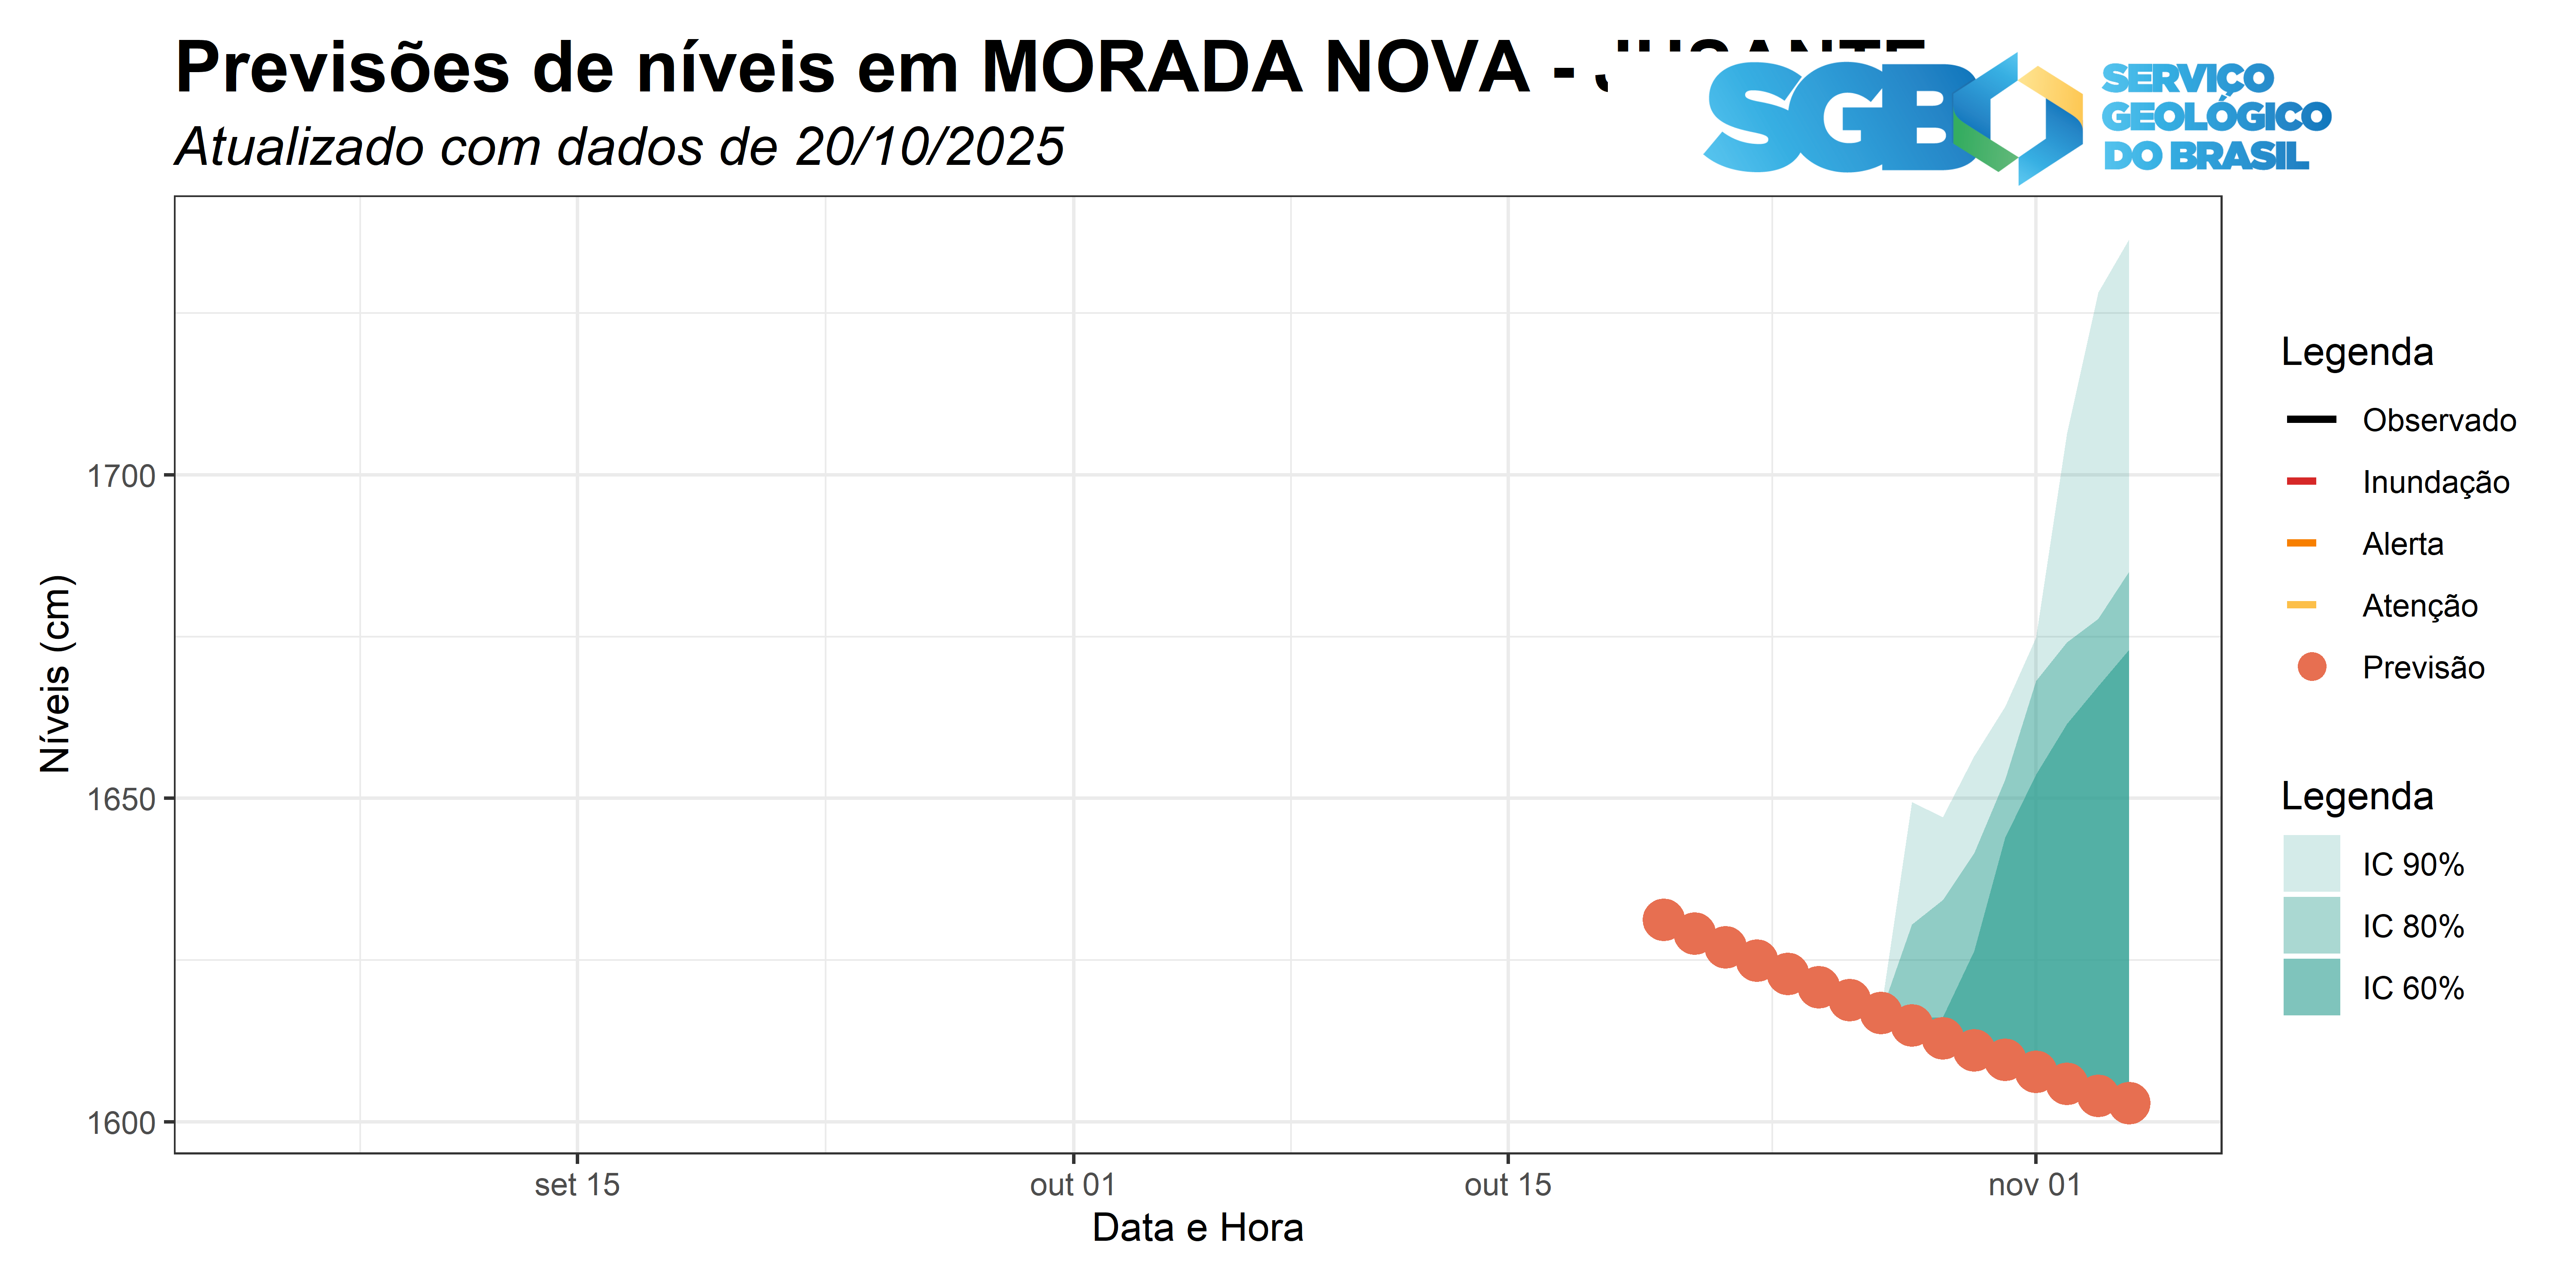 Previsões de níveis em MORADA NOVA - JUSANTE
Atualizado com dados de 20/10/2025
SGB
SERVIÇO
GEOLÓGICO
DO BRASIL
Níveis (cm)
1700
1650
1600
set 15
out 01
out 15
nov 01
Data e Hora
Legenda
Observado
Inundação
Alerta
Atenção
Previsão
Legenda
IC 90%
IC 80%
IC 60%